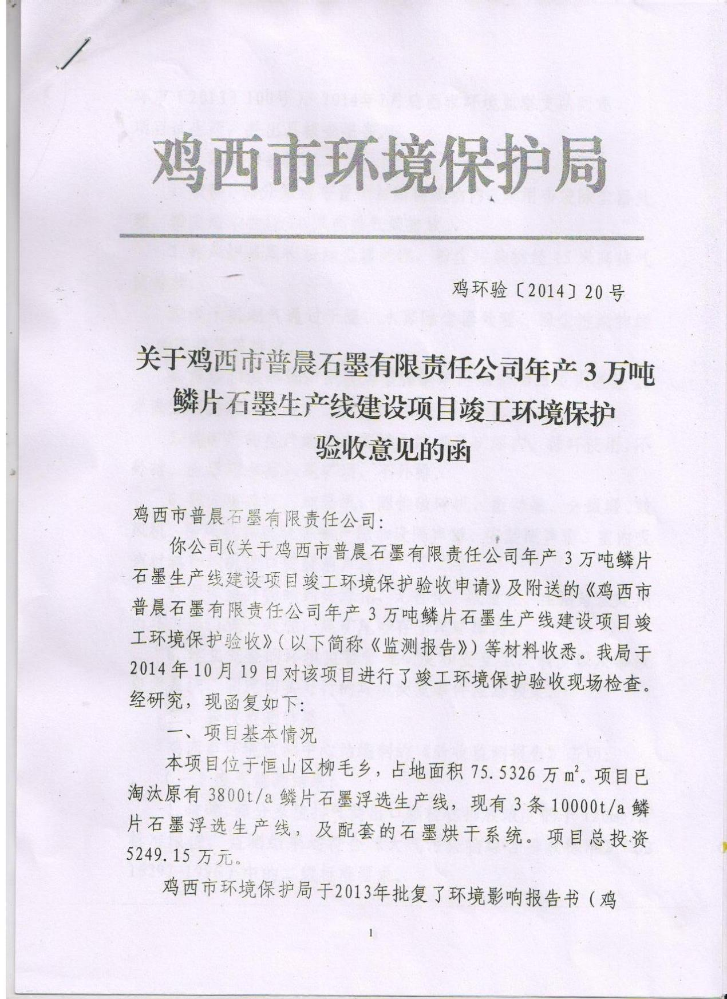 鸡西市环境保护局
鸡环验〔2014〕20号
关于鸡西市普晨石墨有限责任公司年产3万吨
鳞片石墨生产线建设项目竣工环境保护
验收意见的函
鸡西市普晨石墨有限责任公司:
你公司《关于鸡西市普晨石墨有限责任公司年产3万吨鳞片
石墨生产线建设项目竣工环境保护验收申请》及附送的《鸡西市
普晨石墨有限责任公司年产3万吨鳞片石墨生产线建设项目竣
工环境保护验收》(以下简称《监测报告》)等材料收悉。我局于
2014年10月19日对该项目进行了竣工环境保护验收现场检查。
经研究，现函复如下:
一、项目基本情况
本项目位于恒山区柳毛乡，占地面积75.5326万m²。项目已
淘汰原有3800t/a鳞片石墨浮选生产线，现有3条10000t/a鳞
片石墨浮选生产线，及配套的石墨烘干系统。项目总投资
5249.15万元。
鸡西市环境保护局于2013年批复了环境影响报告书（鸡
1